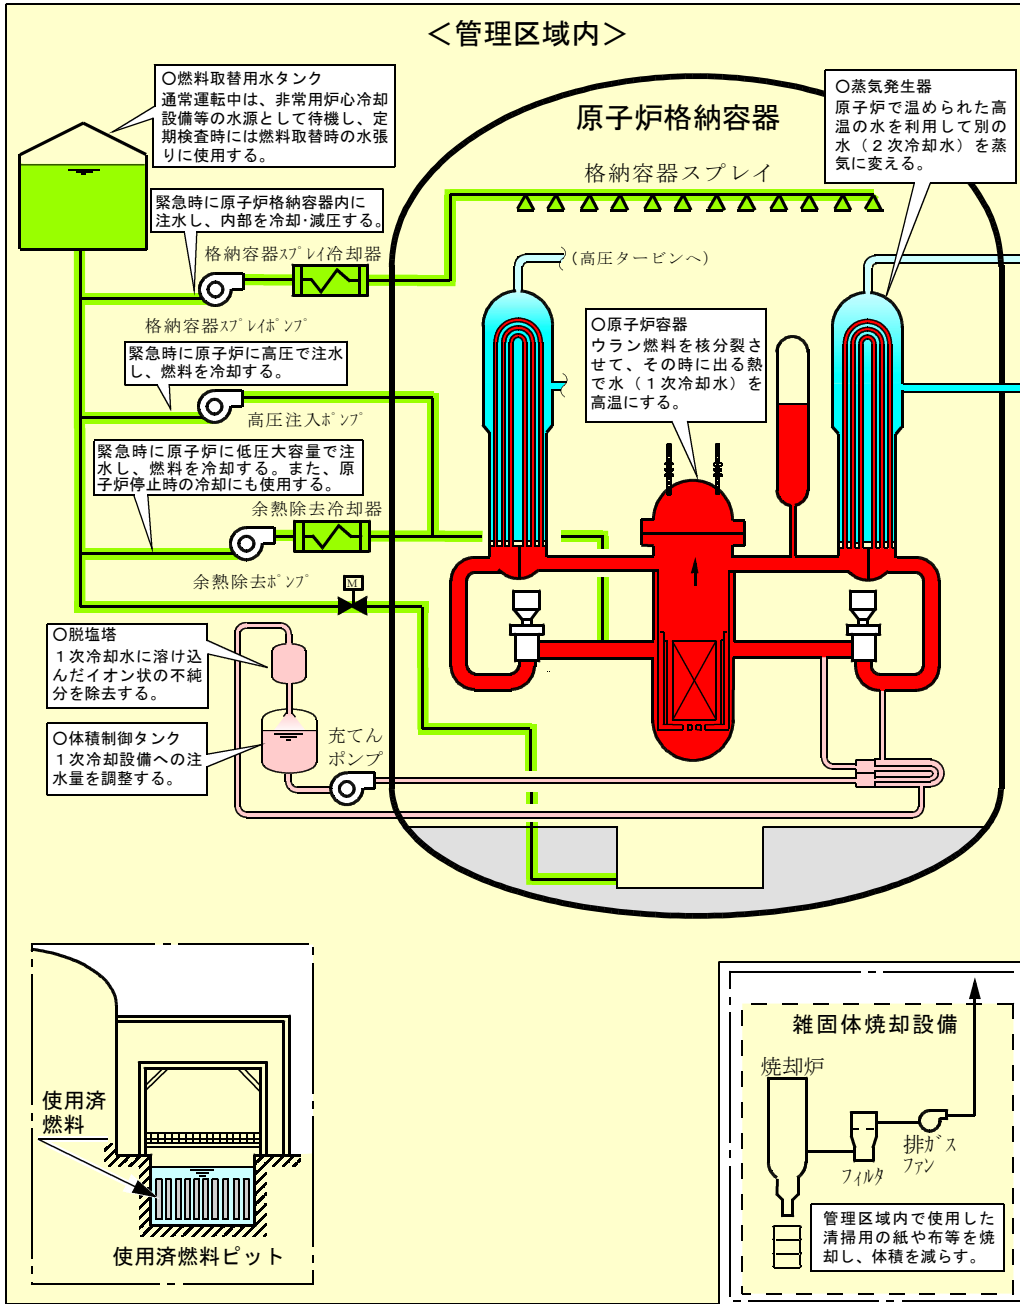 ＜管理区域内＞
〇燃料取替用水タンク
通常運転中は、非常用炉心冷却
設備等の水源として待機し、定
期検査時には燃料取替時の水張
りに使用する。
原子炉格納容器
〇蒸気発生器
原子炉で温められた高
温の水を利用して別の
水（２次冷却水）を蒸
気に変える。
格納容器スプレイ
緊急時に原子炉格納容器内に
注水し、内部を冷却･減圧する。
格納容器ｽﾌﾟﾚｲ冷却器
（高圧タービンへ）
格納容器ｽﾌﾟﾚｲﾎﾟﾝﾌﾟ
〇原子炉容器
ウラン燃料を核分裂さ
せて、その時に出る熱
で水（１次冷却水）を
高温にする。
緊急時に原子炉に高圧で注水
し、燃料を冷却する。
高圧注入ﾎﾟﾝﾌﾟ
緊急時に原子炉に低圧大容量で注
水し、燃料を冷却する。また、原
子炉停止時の冷却にも使用する。
余熱除去冷却器
余熱除去ﾎﾟﾝﾌﾟ
M
〇脱塩塔
１次冷却水に溶け込
んだイオン状の不純
分を除去する。
〇体積制御タンク
１次冷却設備への注
水量を調整する。
充てん
ポンプ
使用済
燃料
使用済燃料ピット
雑固体焼却設備
焼却炉
フィルタ
排ｶﾞｽ
ﾌｧﾝ
管理区域内で使用した
清掃用の紙や布等を焼
却し、体積を減らす。